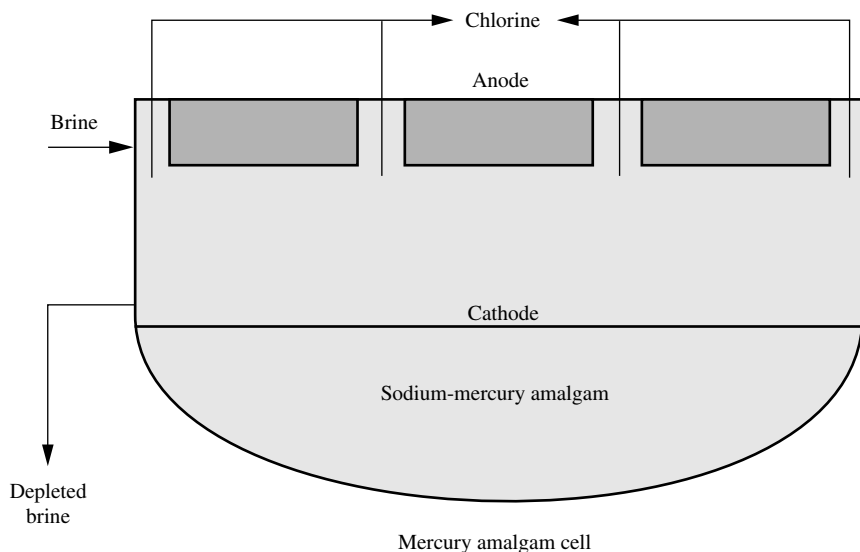 Chlorine
Anode
Brine
Cathode
Sodium-mercury amalgam
Depleted
brine
Mercury amalgam cell